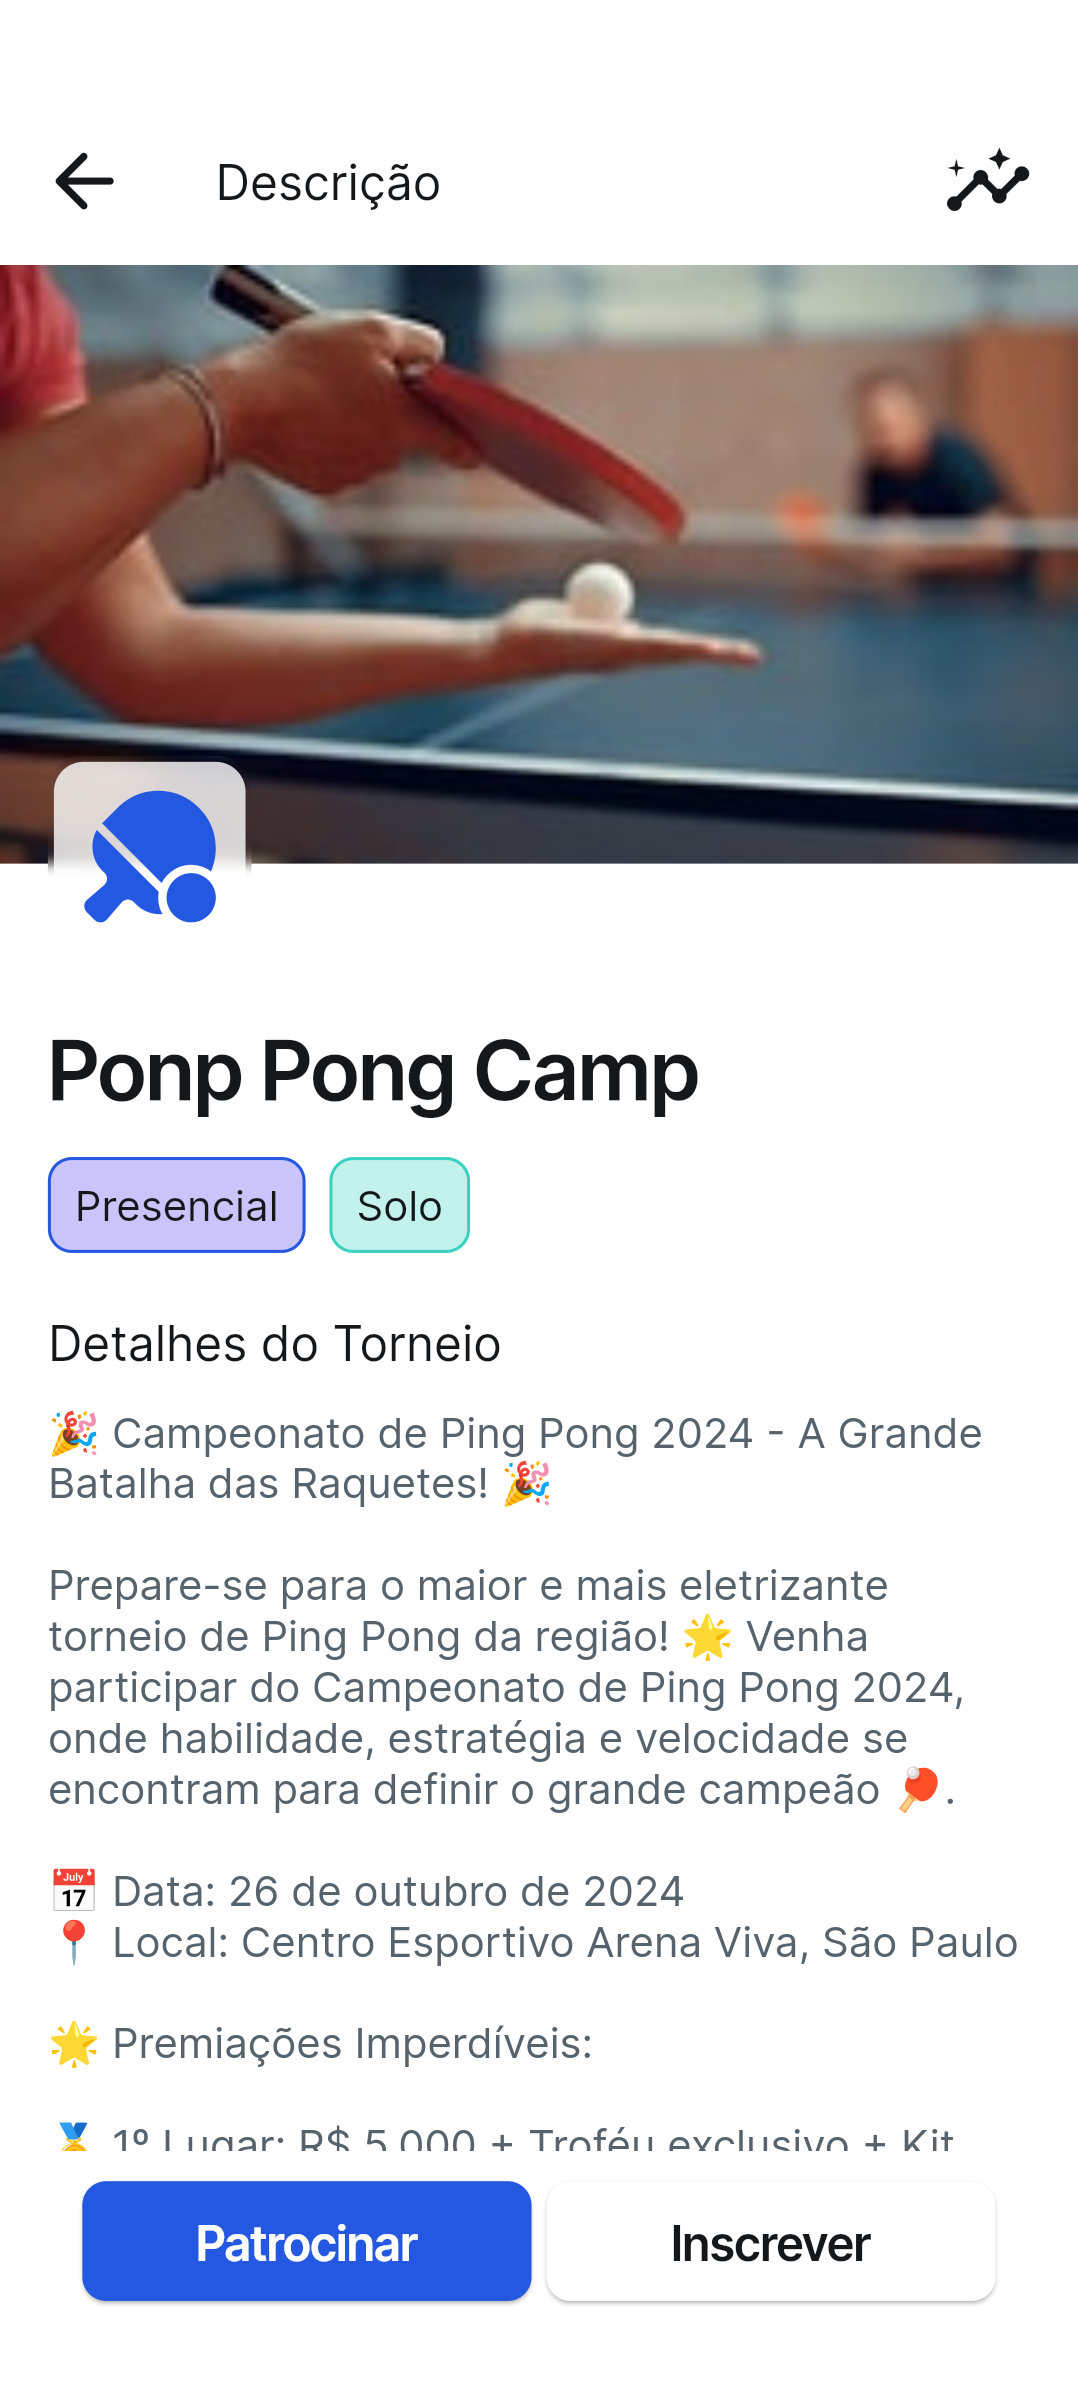 Descrição
Ponp Pong Camp
Presencial
Solo
Detalhes do Torneio
🎉 Campeonato de Ping Pong 2024 - A Grande
Batalha das Raquetes! 🎉
Prepare-se para o maior e mais eletrizante
torneio de Ping Pong da região! 🌟 Venha
participar do Campeonato de Ping Pong 2024,
onde habilidade, estratégia e velocidade se
encontram para definir o grande campeão 🏓.
📅 Data: 26 de outubro de 2024
📍 Local: Centro Esportivo Arena Viva, São Paulo
🌟 Premiações Imperdíveis:
🥇 1º Lugar: R$ 5.000 + Troféu exclusivo + Kit
Patrocinar
Inscrever